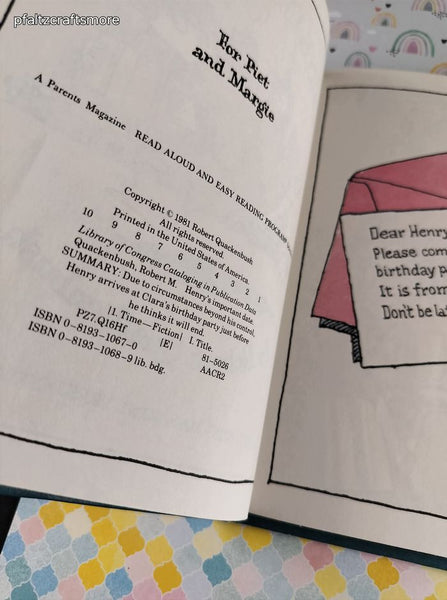 pfaltzcraftsmore
For Piet
and Margie
A Parents Magazine READ ALOUD AND EASY READING PROGRAM
Copyright © 1981 Robert Quackenbush
All rights reserved.
Printed in the United States of America.
10 9 8 7 6 5 4 3 2 1
Library of Congress Cataloging in Publication Data
Quackenbush, Robert M. Henry's important date.
SUMMARY: Due to circumstances beyond his control,
Henry arrives at Clara's birthday party just before
he thinks it will end.
[1. Time—Fiction] I. Title.
PZ7.Q16Hf [E] 81-5026
ISBN 0-8193-1067-0 AACR2
ISBN 0-8193-1068-9 lib. bdg.
Dear Henry
Please com
birthday p
It is from
Don't be la